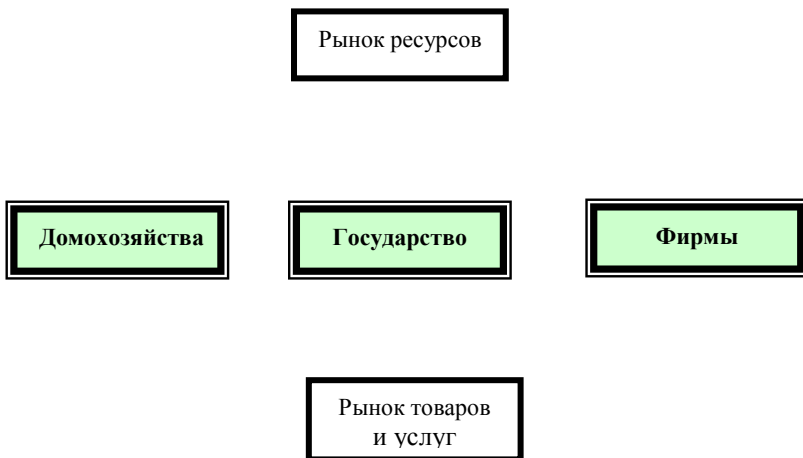 Рынок ресурсов
Домохозяйства
Государство
Фирмы
Рынок товаров
и услуг